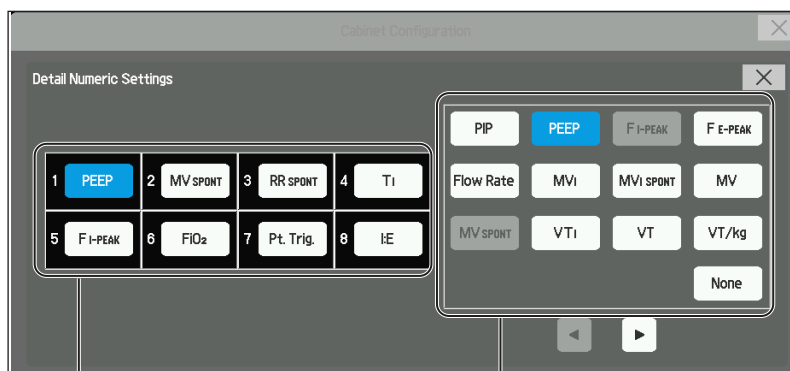 Cabinet Configuration
Detail Numeric Settings
PIP PEEP F I-PEAK F E-PEAK
1 PEEP 2 MV SPONT 3 RR SPONT 4 TI
Flow Rate MVI MVI SPONT MV
5 F I-PEAK 6 FiO₂ 7 Pt. Trig. 8 I:E
MV SPONT VTI VT VT/kg
None